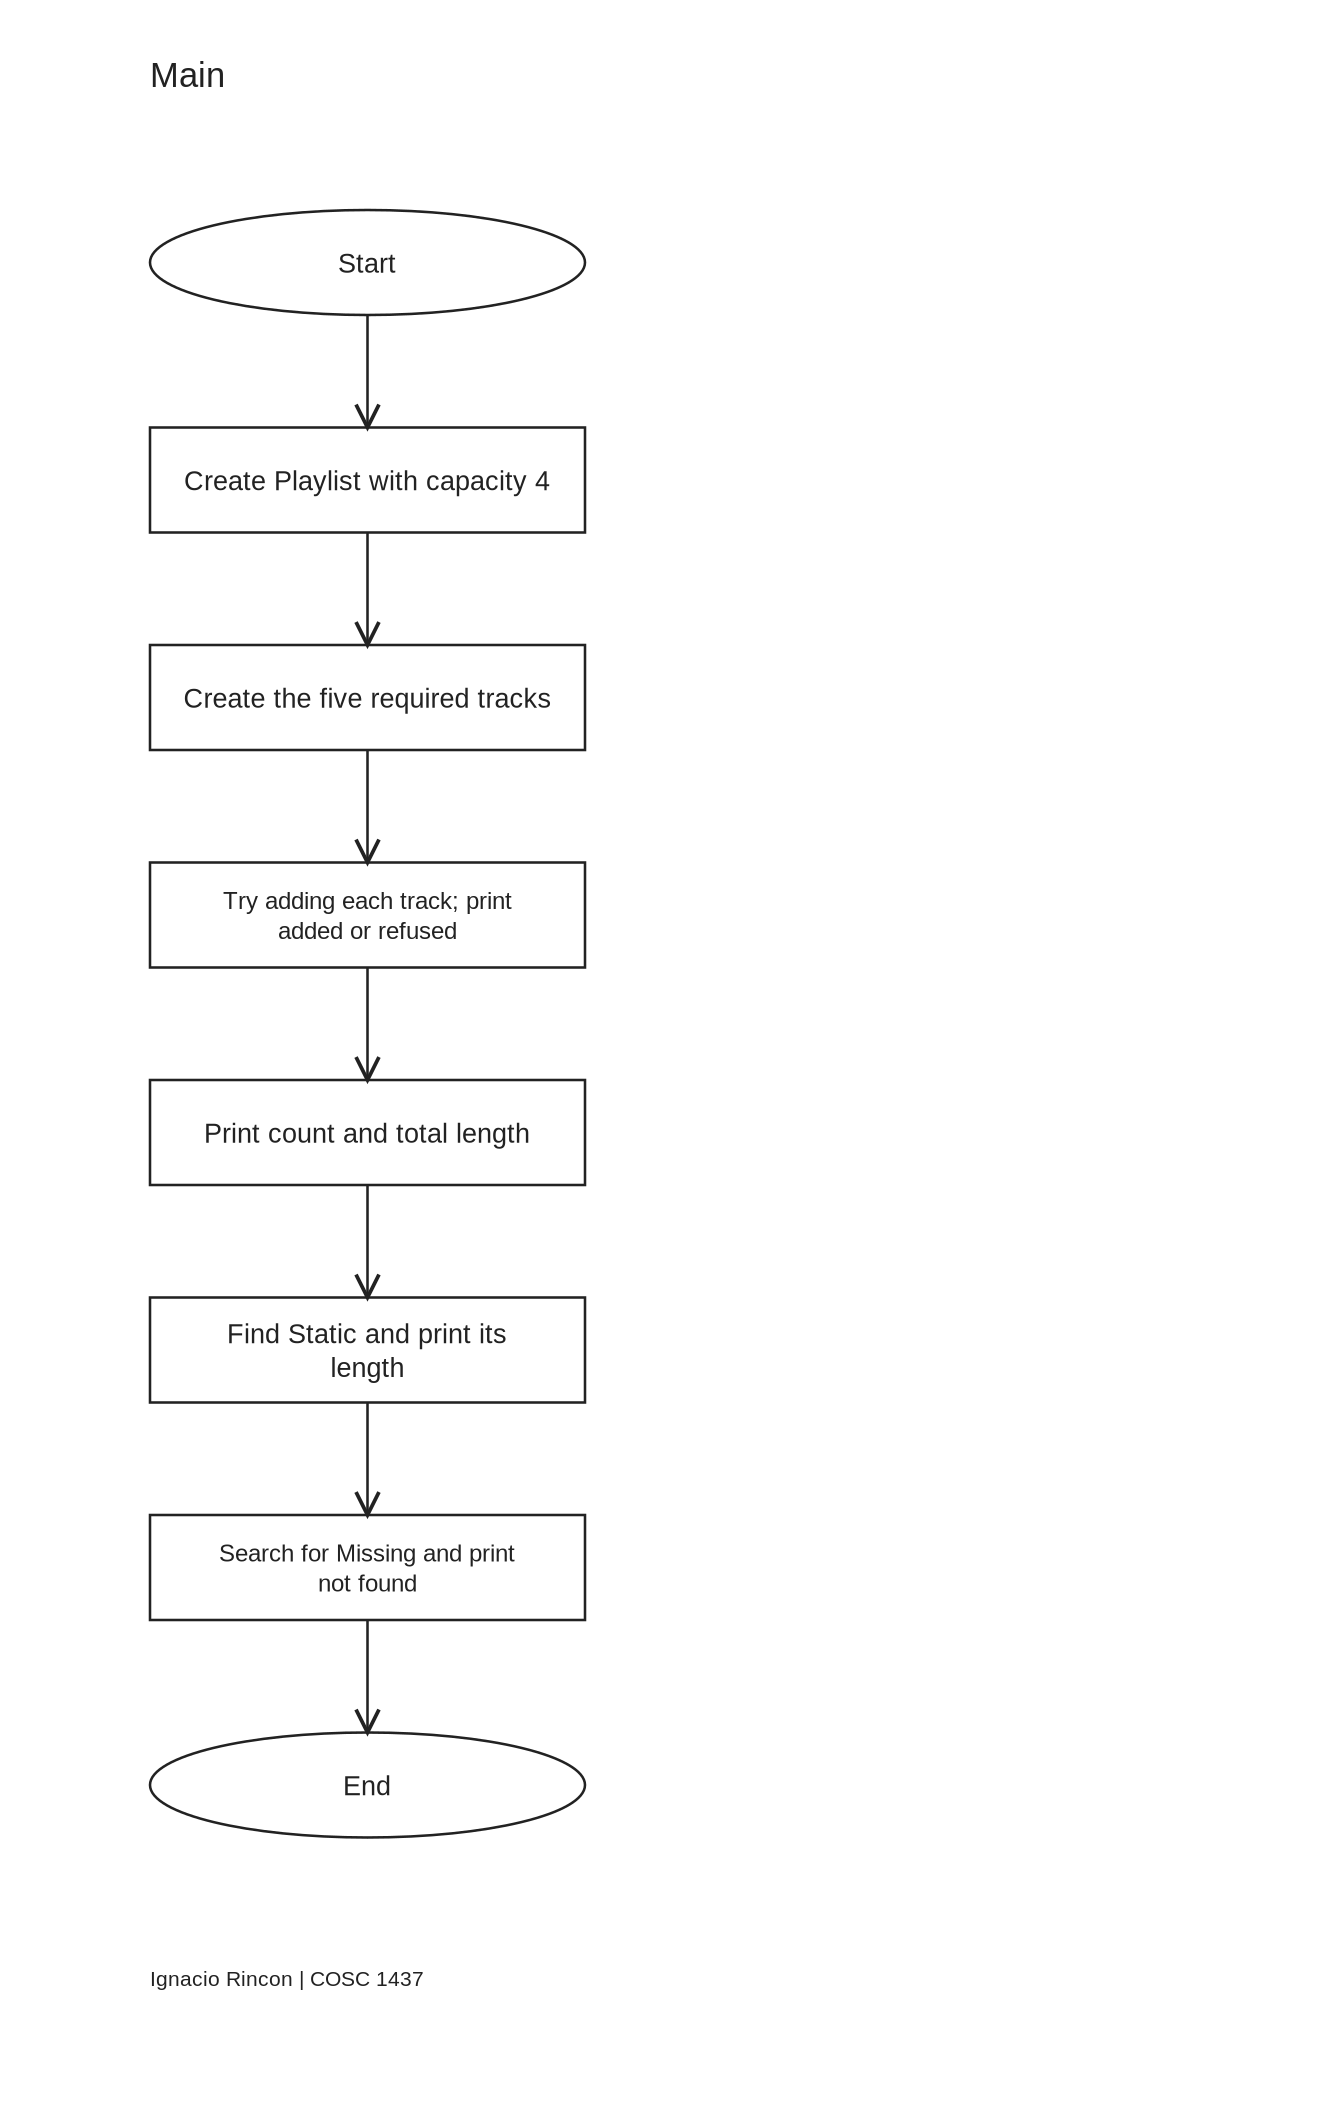 Main
Start
Create Playlist with capacity 4
Create the five required tracks
Try adding each track; print
added or refused
Print count and total length
Find Static and print its
length
Search for Missing and print
not found
End
Ignacio Rincon | COSC 1437